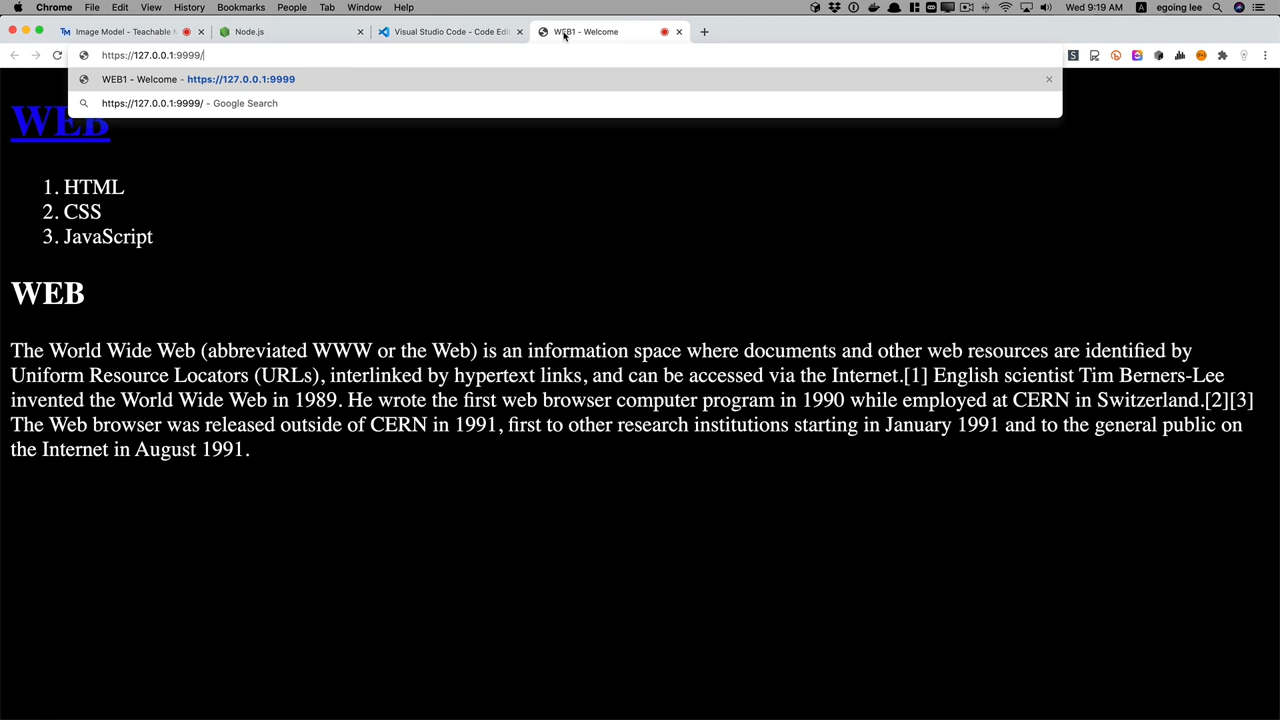 Chrome File Edit View History Bookmarks People Tab Window Help Wed 9:19 AM A egoing lee
Image Model - Teachable M Node.js Visual Studio Code - Code Edi WEB1 - Welcome
https://127.0.0.1:9999/
WEB1 - Welcome - https://127.0.0.1:9999
https://127.0.0.1:9999/ - Google Search
WEB
1. HTML
2. CSS
3. JavaScript
WEB
The World Wide Web (abbreviated WWW or the Web) is an information space where documents and other web resources are identified by
Uniform Resource Locators (URLs), interlinked by hypertext links, and can be accessed via the Internet.[1] English scientist Tim Berners-Lee
invented the World Wide Web in 1989. He wrote the first web browser computer program in 1990 while employed at CERN in Switzerland.[2][3]
The Web browser was released outside of CERN in 1991, first to other research institutions starting in January 1991 and to the general public on
the Internet in August 1991.